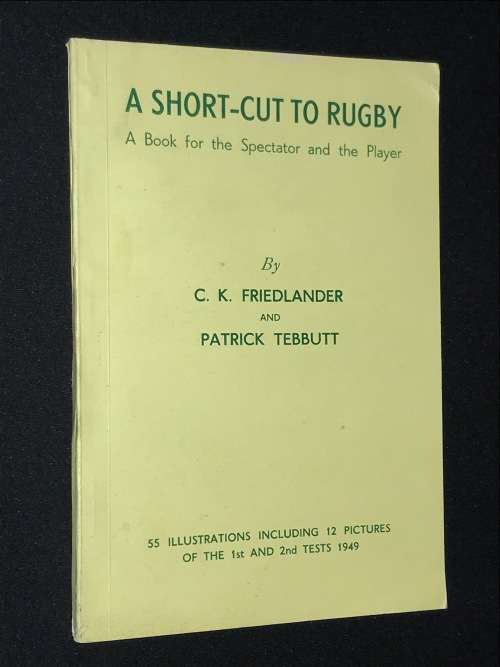 A SHORT-CUT TO RUGBY
A Book for the Spectator and the Player
By
C. K. FRIEDLANDER
AND
PATRICK TEBBUTT
55 ILLUSTRATIONS INCLUDING 12 PICTURES
OF THE 1st AND 2nd TESTS 1949